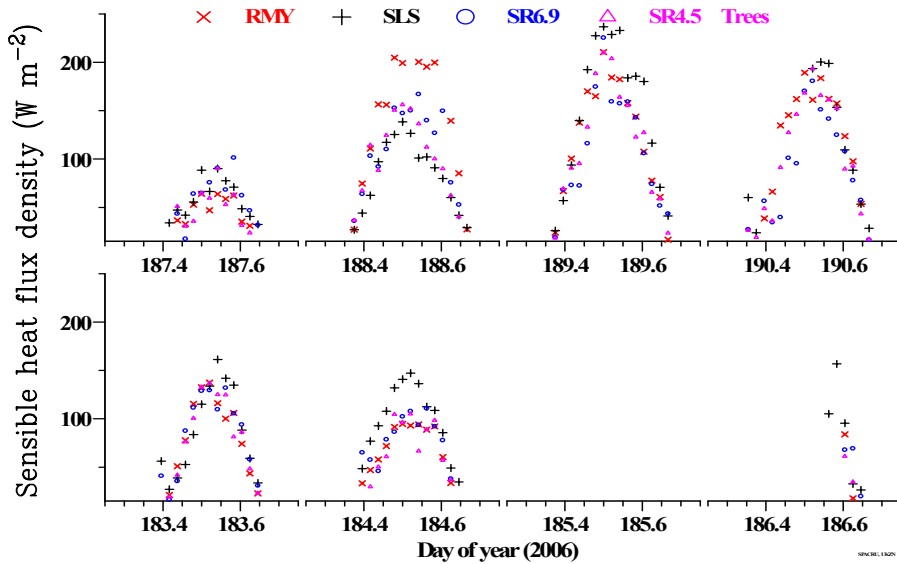 RMY SLS SR6.9 SR4.5 Trees
Sensible heat flux density (W m⁻²)
200
100
187.4 187.6 188.4 188.6 189.4 189.6 190.4 190.6
200
100
183.4 183.6 184.4 184.6 185.4 185.6 186.4 186.6
Day of year (2006)
SPACRU, UKZN